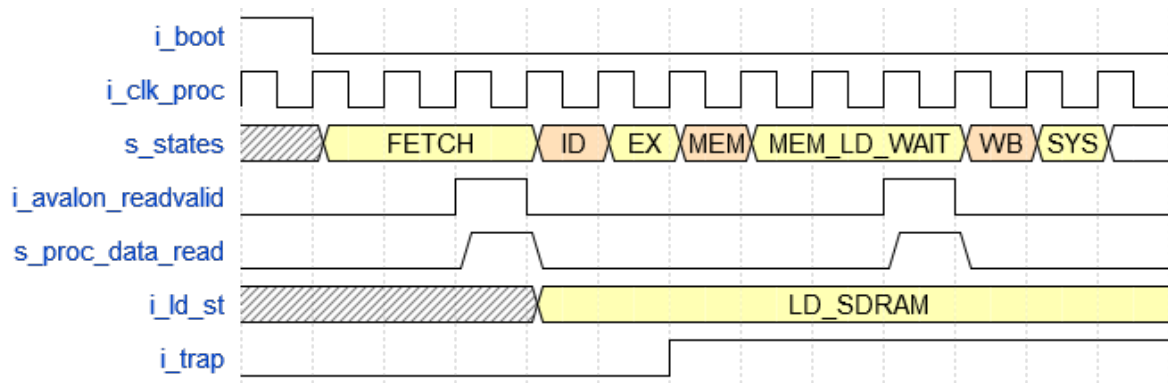 i_boot
i_clk_proc
s_states FETCH ID EX MEM MEM_LD_WAIT WB SYS
i_avalon_readvalid
s_proc_data_read
i_ld_st LD_SDRAM
i_trap